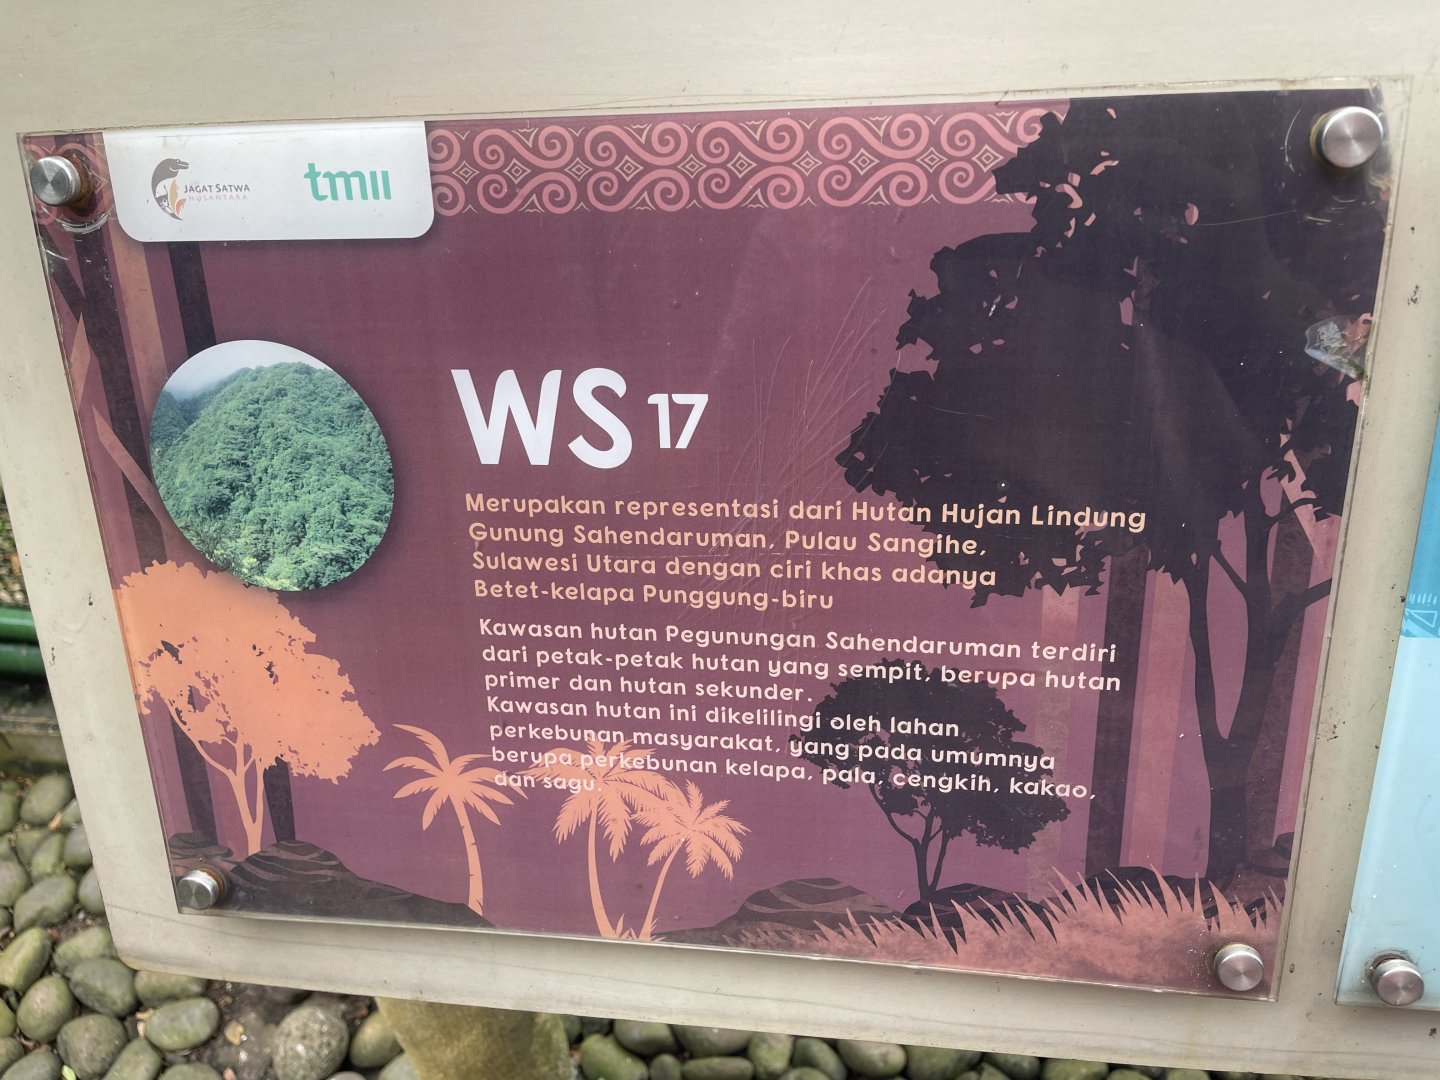 JAGAT SATWA
NUSANTARA
tmii
WS 17
Merupakan representasi dari Hutan Hujan Lindung
Gunung Sahendaruman, Pulau Sangihe,
Sulawesi Utara dengan ciri khas adanya
Betet-kelapa Punggung-biru
Kawasan hutan Pegunungan Sahendaruman terdiri
dari petak-petak hutan yang sempit, berupa hutan
primer dan hutan sekunder.
Kawasan hutan ini dikelilingi oleh lahan
perkebunan masyarakat, yang pada umumnya
berupa perkebunan kelapa, pala, cengkih, kakao,
dan sagu.